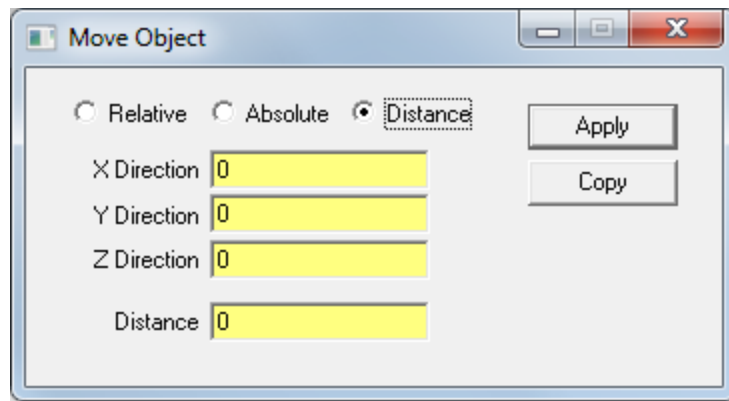 Move Object
Relative Absolute Distance
Apply
X Direction 0
Copy
Y Direction 0
Z Direction 0
Distance 0